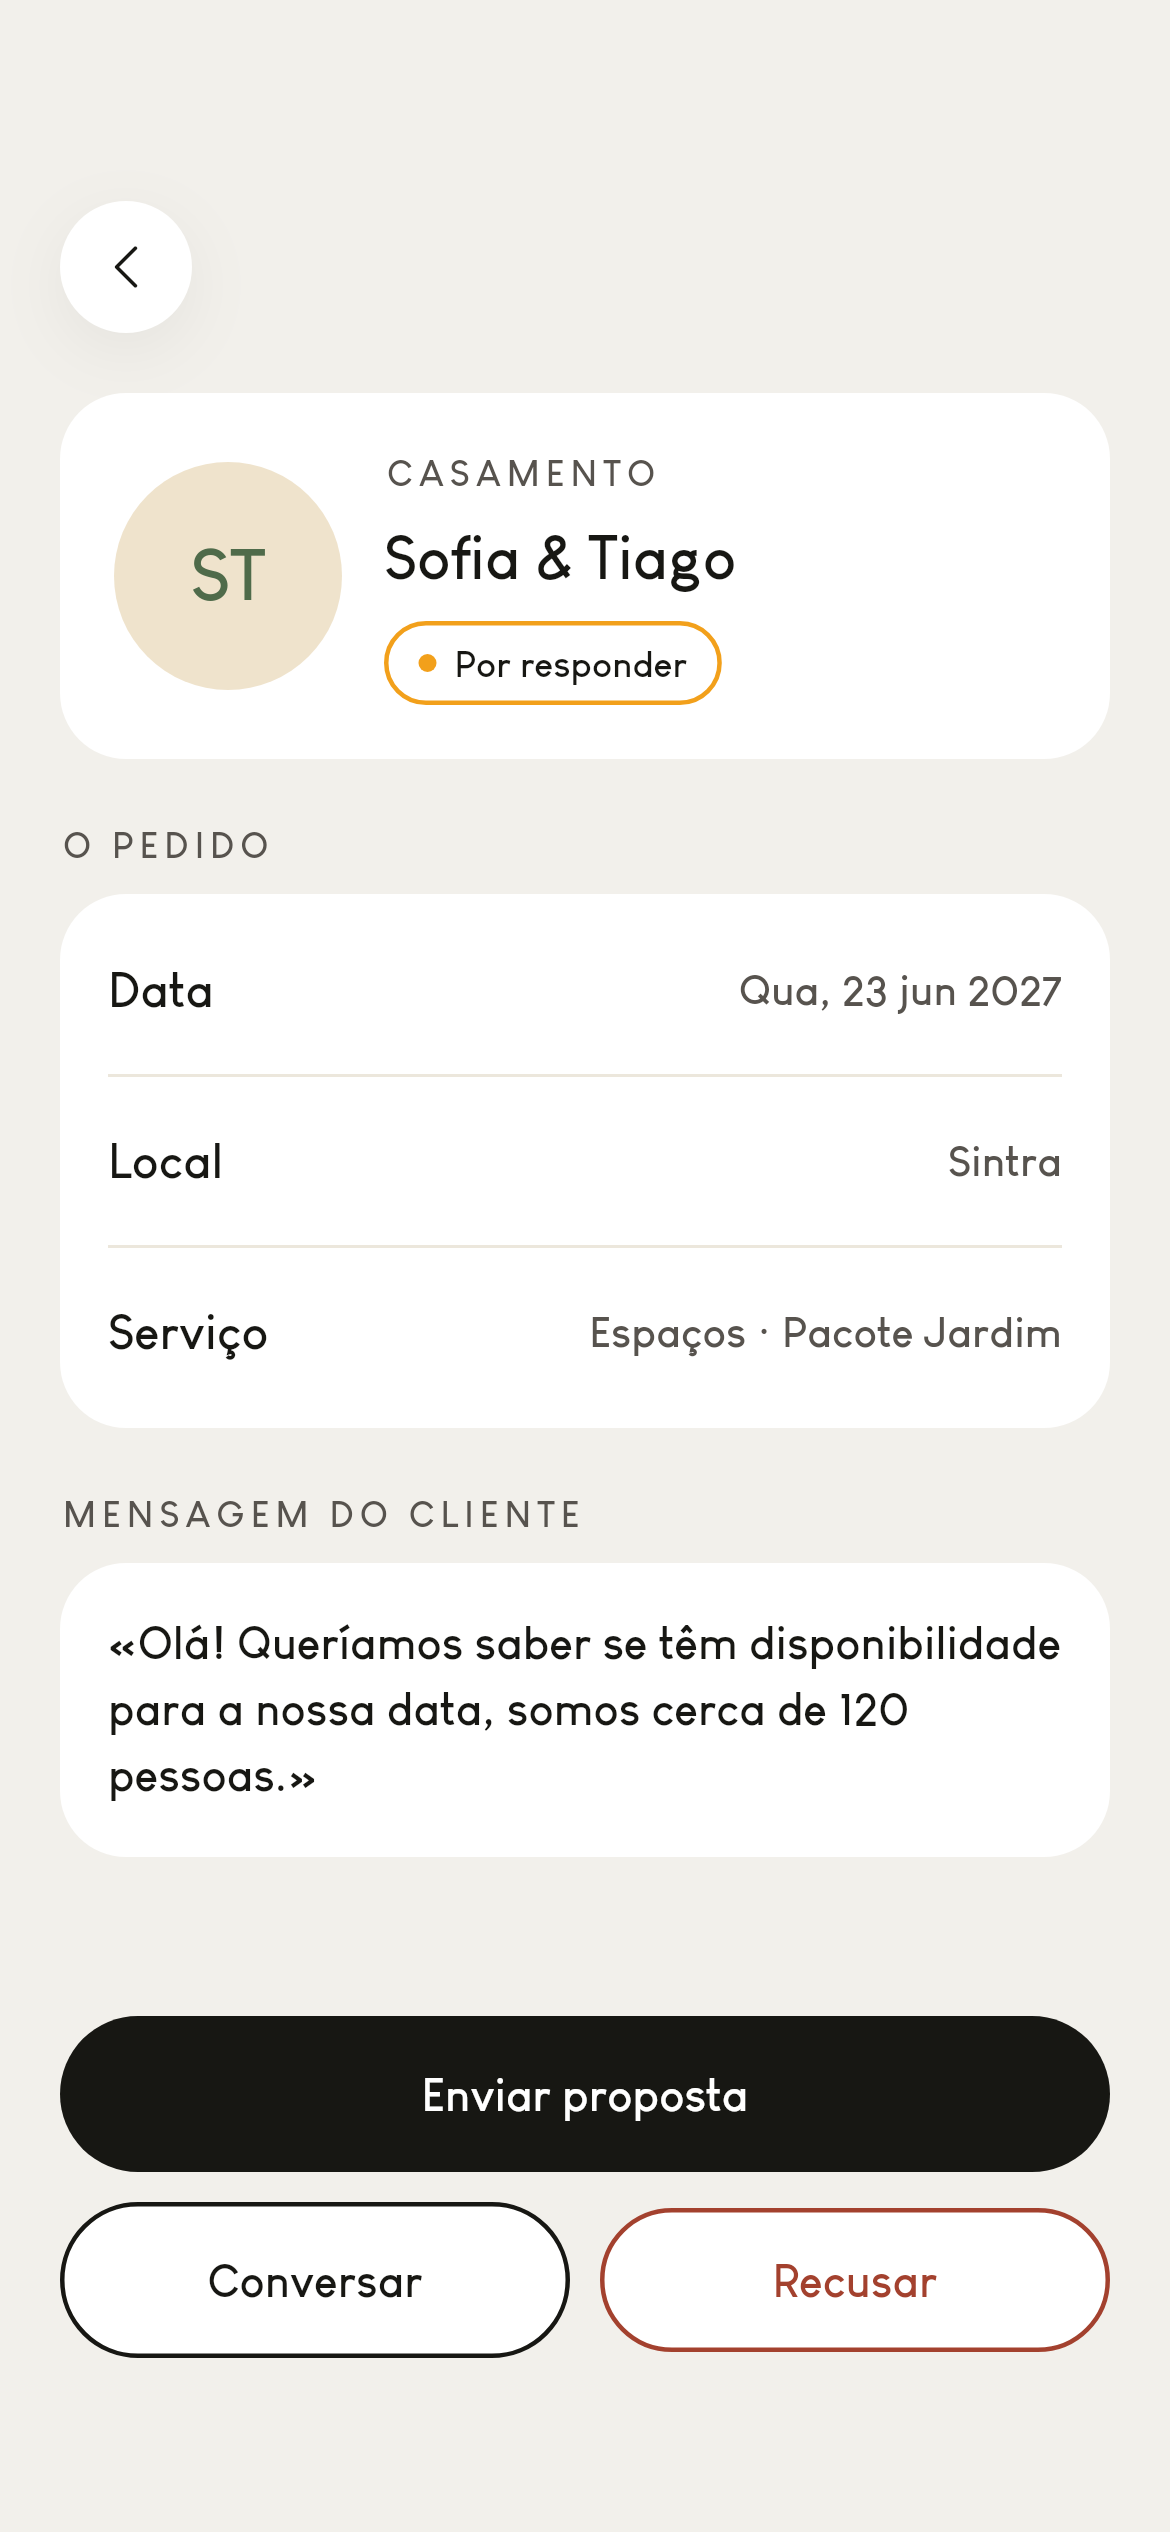 CASAMENTO
ST
Sofia & Tiago
Por responder
O PEDIDO
Data
Qua, 23 jun 2027
Local
Sintra
Serviço
Espaços · Pacote Jardim
MENSAGEM DO CLIENTE
«Olá! Queríamos saber se têm disponibilidade
para a nossa data, somos cerca de 120
pessoas.»
Enviar proposta
Conversar
Recusar